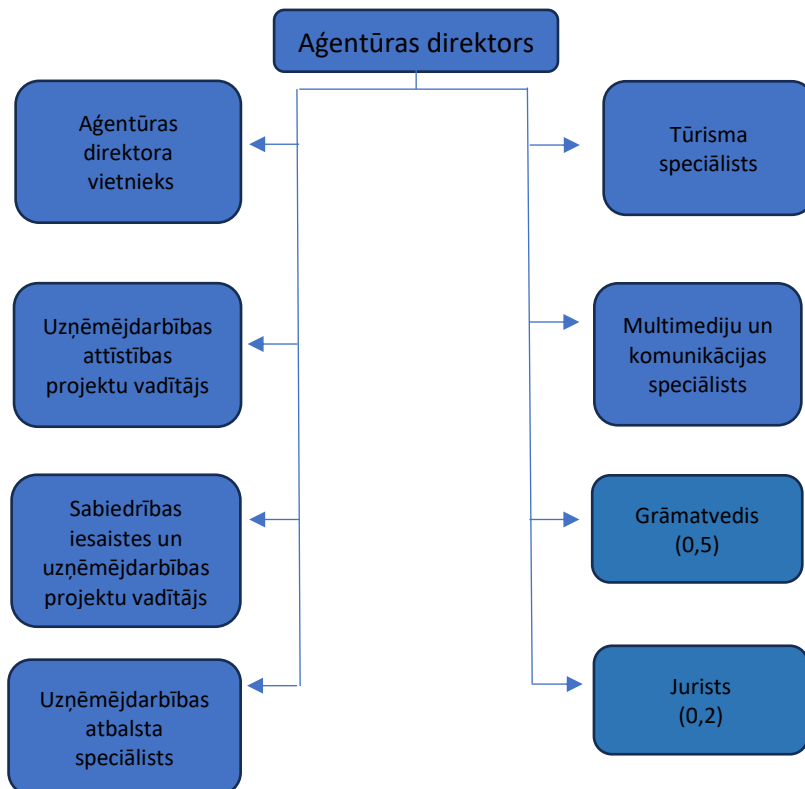 Aģentūras direktors
Aģentūras
direktora
vietnieks
Uzņēmējdarbības
attīstības
projektu vadītājs
Sabiedrības
iesaistes un
uzņēmējdarbības
projektu vadītājs
Uzņēmējdarbības
atbalsta
speciālists
Tūrisma
speciālists
Multimediju un
komunikācijas
speciālists
Grāmatvedis
(0,5)
Jurists
(0,2)